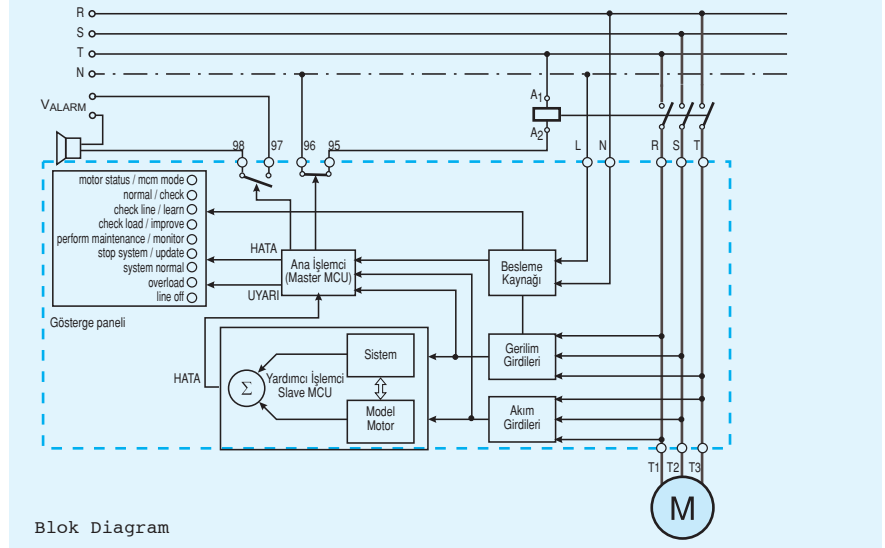 R
S
T
N
VALARM
A1
A2
98
97
96
95
L
N
R
S
T
motor status / mcm mode
normal / check
check line / learn
check load / improve
perform maintenance / monitor
stop system / update
system normal
overload
line off
Gösterge paneli
HATA
UYARI
Ana İşlemci
(Master MCU)
Besleme
Kaynağı
HATA
Σ
Yardımcı İşlemci
Slave MCU
Sistem
Model
Motor
Gerilim
Girdileri
Akım
Girdileri
T1
T2
T3
M
Blok Diagram